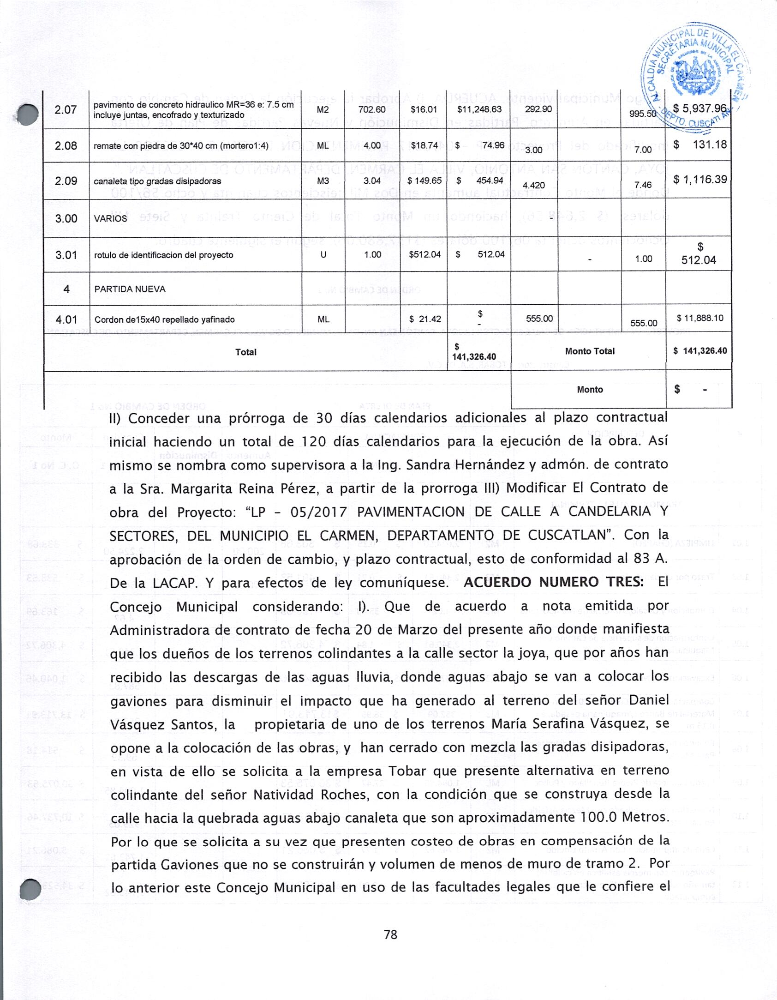 ALCALDIA MUNICIPAL DE VILLA EL CARMEN
SECRETARIA MUNICIPAL
DEPTO. CUSCATLAN
2.07 pavimento de concreto hidraulico MR=36 e: 7.5 cm incluye juntas, encofrado y texturizado M2 702.60 $16.01 $11,248.63 292.90 995.50 $ 5,937.96
2.08 remate con piedra de 30*40 cm (mortero1:4) ML 4.00 $18.74 $ 74.96 3.00 7.00 $ 131.18
2.09 canaleta tipo gradas disipadoras M3 3.04 $ 149.65 $ 454.94 4.420 7.46 $ 1,116.39
3.00 VARIOS -
3.01 rotulo de identificacion del proyecto U 1.00 $512.04 $ 512.04 - 1.00 $ 512.04
4 PARTIDA NUEVA
4.01 Cordon de15x40 repellado yafinado ML $ 21.42 $ - 555.00 555.00 $ 11,888.10
Total $ 141,326.40 Monto Total $ 141,326.40
Monto $ -
II) Conceder una prórroga de 30 días calendarios adicionales al plazo contractual
inicial haciendo un total de 120 días calendarios para la ejecución de la obra. Así
mismo se nombra como supervisora a la Ing. Sandra Hernández y admón. de contrato
a la Sra. Margarita Reina Pérez, a partir de la prorroga III) Modificar El Contrato de
obra del Proyecto: “LP – 05/2017 PAVIMENTACION DE CALLE A CANDELARIA Y
SECTORES, DEL MUNICIPIO EL CARMEN, DEPARTAMENTO DE CUSCATLAN”. Con la
aprobación de la orden de cambio, y plazo contractual, esto de conformidad al 83 A.
De la LACAP. Y para efectos de ley comuníquese. ACUERDO NUMERO TRES: El
Concejo Municipal considerando: I). Que de acuerdo a nota emitida por
Administradora de contrato de fecha 20 de Marzo del presente año donde manifiesta
que los dueños de los terrenos colindantes a la calle sector la joya, que por años han
recibido las descargas de las aguas lluvia, donde aguas abajo se van a colocar los
gaviones para disminuir el impacto que ha generado al terreno del señor Daniel
Vásquez Santos, la propietaria de uno de los terrenos María Serafina Vásquez, se
opone a la colocación de las obras, y han cerrado con mezcla las gradas disipadoras,
en vista de ello se solicita a la empresa Tobar que presente alternativa en terreno
colindante del señor Natividad Roches, con la condición que se construya desde la
calle hacia la quebrada aguas abajo canaleta que son aproximadamente 100.0 Metros.
Por lo que se solicita a su vez que presenten costeo de obras en compensación de la
partida Gaviones que no se construirán y volumen de menos de muro de tramo 2. Por
lo anterior este Concejo Municipal en uso de las facultades legales que le confiere el
78